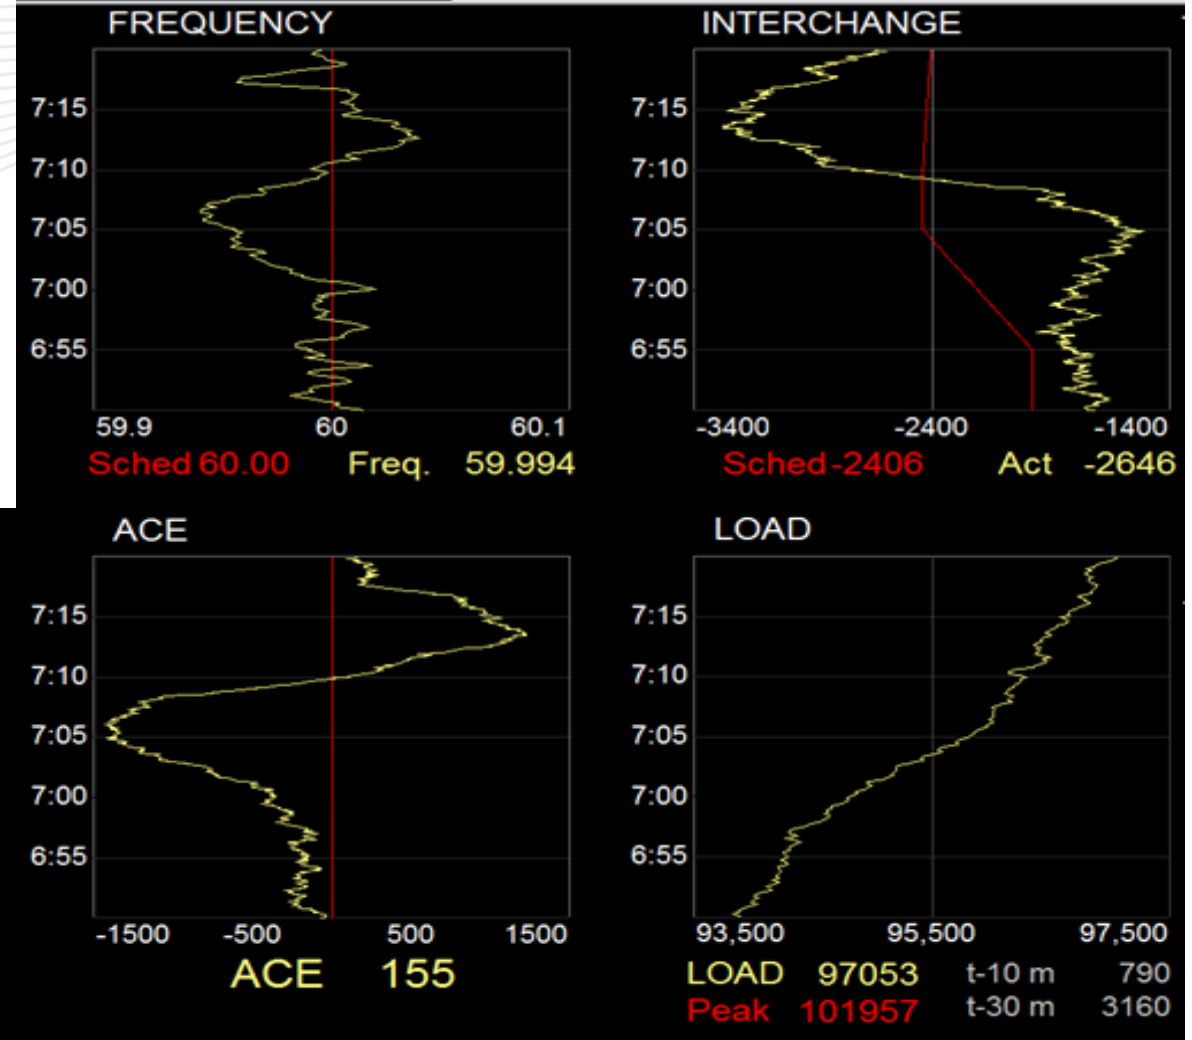 FREQUENCY
7:15
7:10
7:05
7:00
6:55
59.9 60 60.1
Sched 60.00 Freq. 59.994
INTERCHANGE
7:15
7:10
7:05
7:00
6:55
-3400 -2400 -1400
Sched -2406 Act -2646
ACE
7:15
7:10
7:05
7:00
6:55
-1500 -500 500 1500
ACE 155
LOAD
7:15
7:10
7:05
7:00
6:55
93,500 95,500 97,500
LOAD 97053 t-10 m 790
Peak 101957 t-30 m 3160